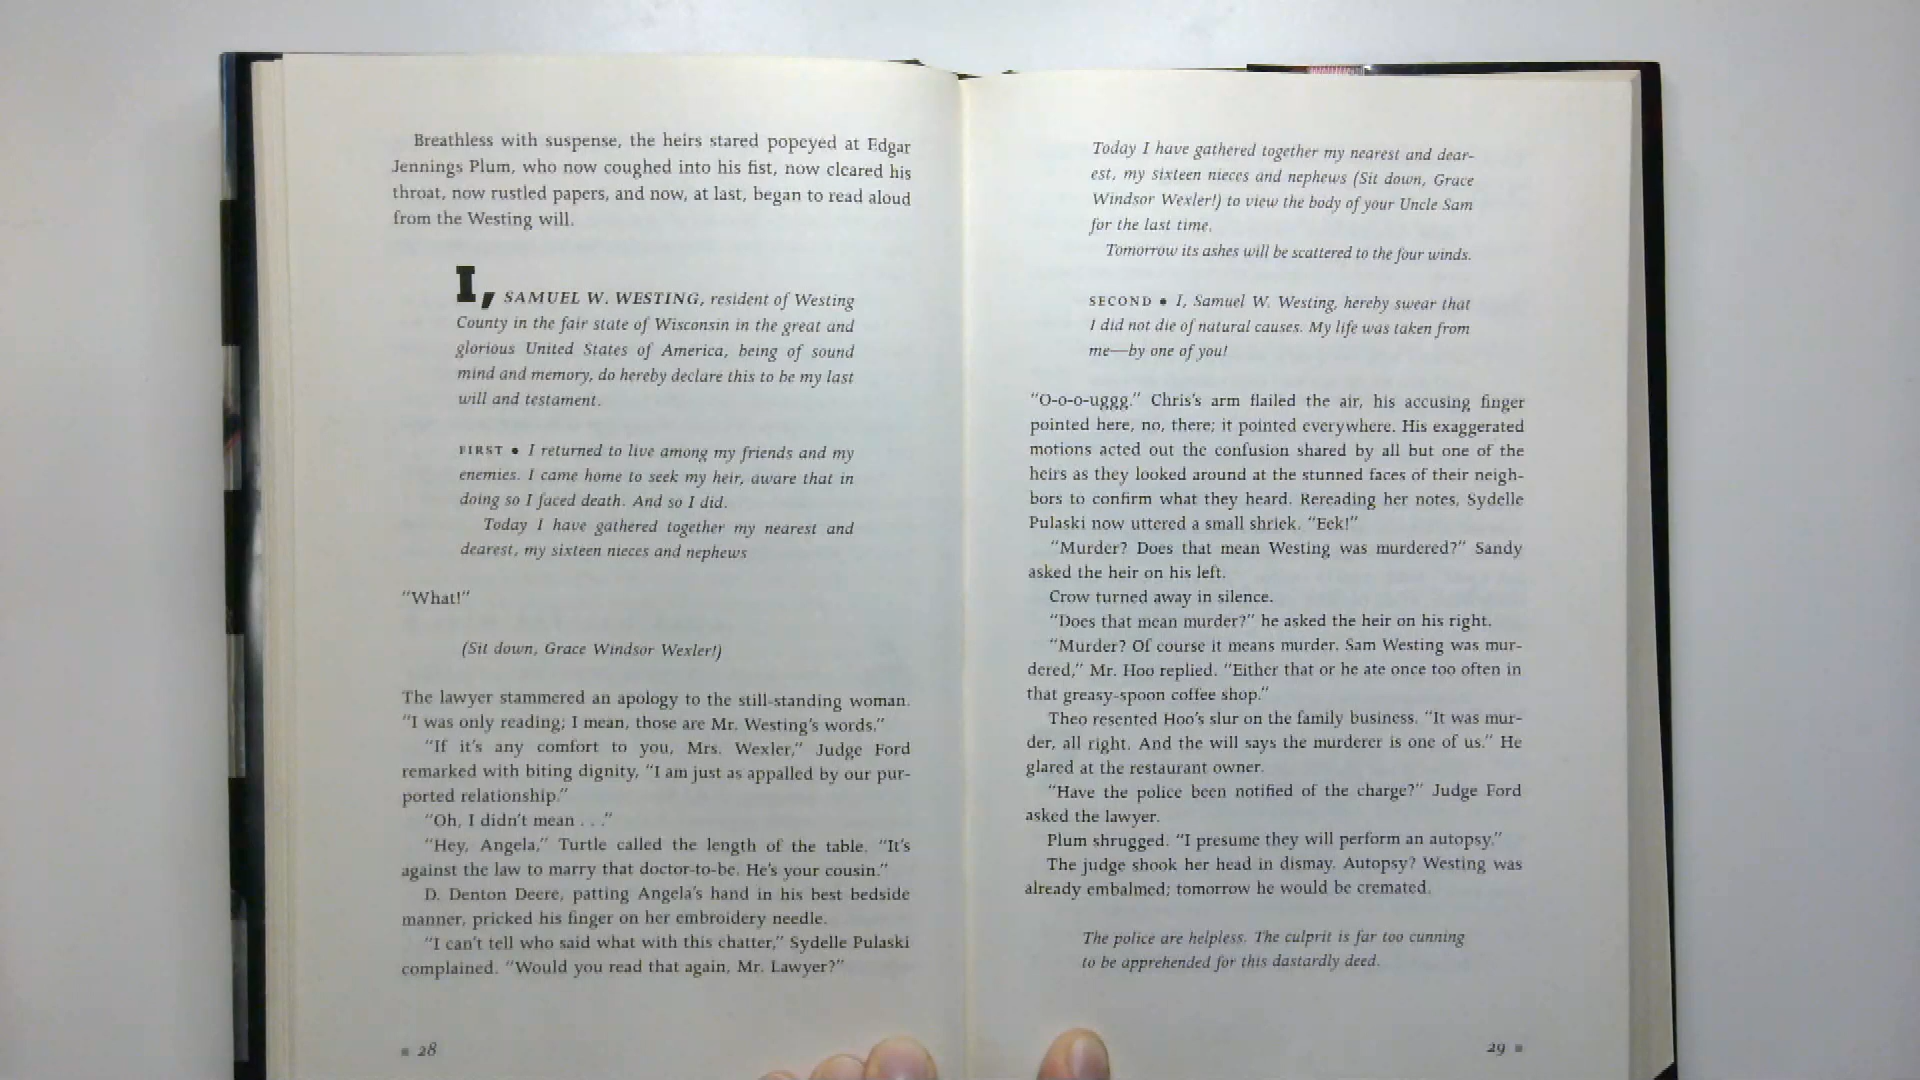 Breathless with suspense, the heirs stared popeyed at Edgar
Jennings Plum, who now coughed into his fist, now cleared his
throat, now rustled papers, and now, at last, began to read aloud
from the Westing will.
I, SAMUEL W. WESTING, resident of Westing
County in the fair state of Wisconsin in the great and
glorious United States of America, being of sound
mind and memory, do hereby declare this to be my last
will and testament.
FIRST • I returned to live among my friends and my
enemies. I came home to seek my heir, aware that in
doing so I faced death. And so I did.
Today I have gathered together my nearest and
dearest, my sixteen nieces and nephews
“What!”
(Sit down, Grace Windsor Wexler!)
The lawyer stammered an apology to the still-standing woman.
“I was only reading; I mean, those are Mr. Westing’s words.”
“If it’s any comfort to you, Mrs. Wexler,” Judge Ford
remarked with biting dignity, “I am just as appalled by our pur-
ported relationship.”
“Oh, I didn’t mean . . .”
“Hey, Angela,” Turtle called the length of the table. “It’s
against the law to marry that doctor-to-be. He’s your cousin.”
D. Denton Deere, patting Angela’s hand in his best bedside
manner, pricked his finger on her embroidery needle.
“I can’t tell who said what with this chatter,” Sydelle Pulaski
complained. “Would you read that again, Mr. Lawyer?”
▪ 28
Today I have gathered together my nearest and dear-
est, my sixteen nieces and nephews (Sit down, Grace
Windsor Wexler!) to view the body of your Uncle Sam
for the last time.
Tomorrow its ashes will be scattered to the four winds.
SECOND • I, Samuel W. Westing, hereby swear that
I did not die of natural causes. My life was taken from
me—by one of you!
“O-o-o-uggg.” Chris’s arm flailed the air, his accusing finger
pointed here, no, there; it pointed everywhere. His exaggerated
motions acted out the confusion shared by all but one of the
heirs as they looked around at the stunned faces of their neigh-
bors to confirm what they heard. Rereading her notes, Sydelle
Pulaski now uttered a small shriek. “Eek!”
“Murder? Does that mean Westing was murdered?” Sandy
asked the heir on his left.
Crow turned away in silence.
“Does that mean murder?” he asked the heir on his right.
“Murder? Of course it means murder. Sam Westing was mur-
dered,” Mr. Hoo replied. “Either that or he ate once too often in
that greasy-spoon coffee shop.”
Theo resented Hoo’s slur on the family business. “It was mur-
der, all right. And the will says the murderer is one of us.” He
glared at the restaurant owner.
“Have the police been notified of the charge?” Judge Ford
asked the lawyer.
Plum shrugged. “I presume they will perform an autopsy.”
The judge shook her head in dismay. Autopsy? Westing was
already embalmed; tomorrow he would be cremated.
The police are helpless. The culprit is far too cunning
to be apprehended for this dastardly deed.
29 ▪